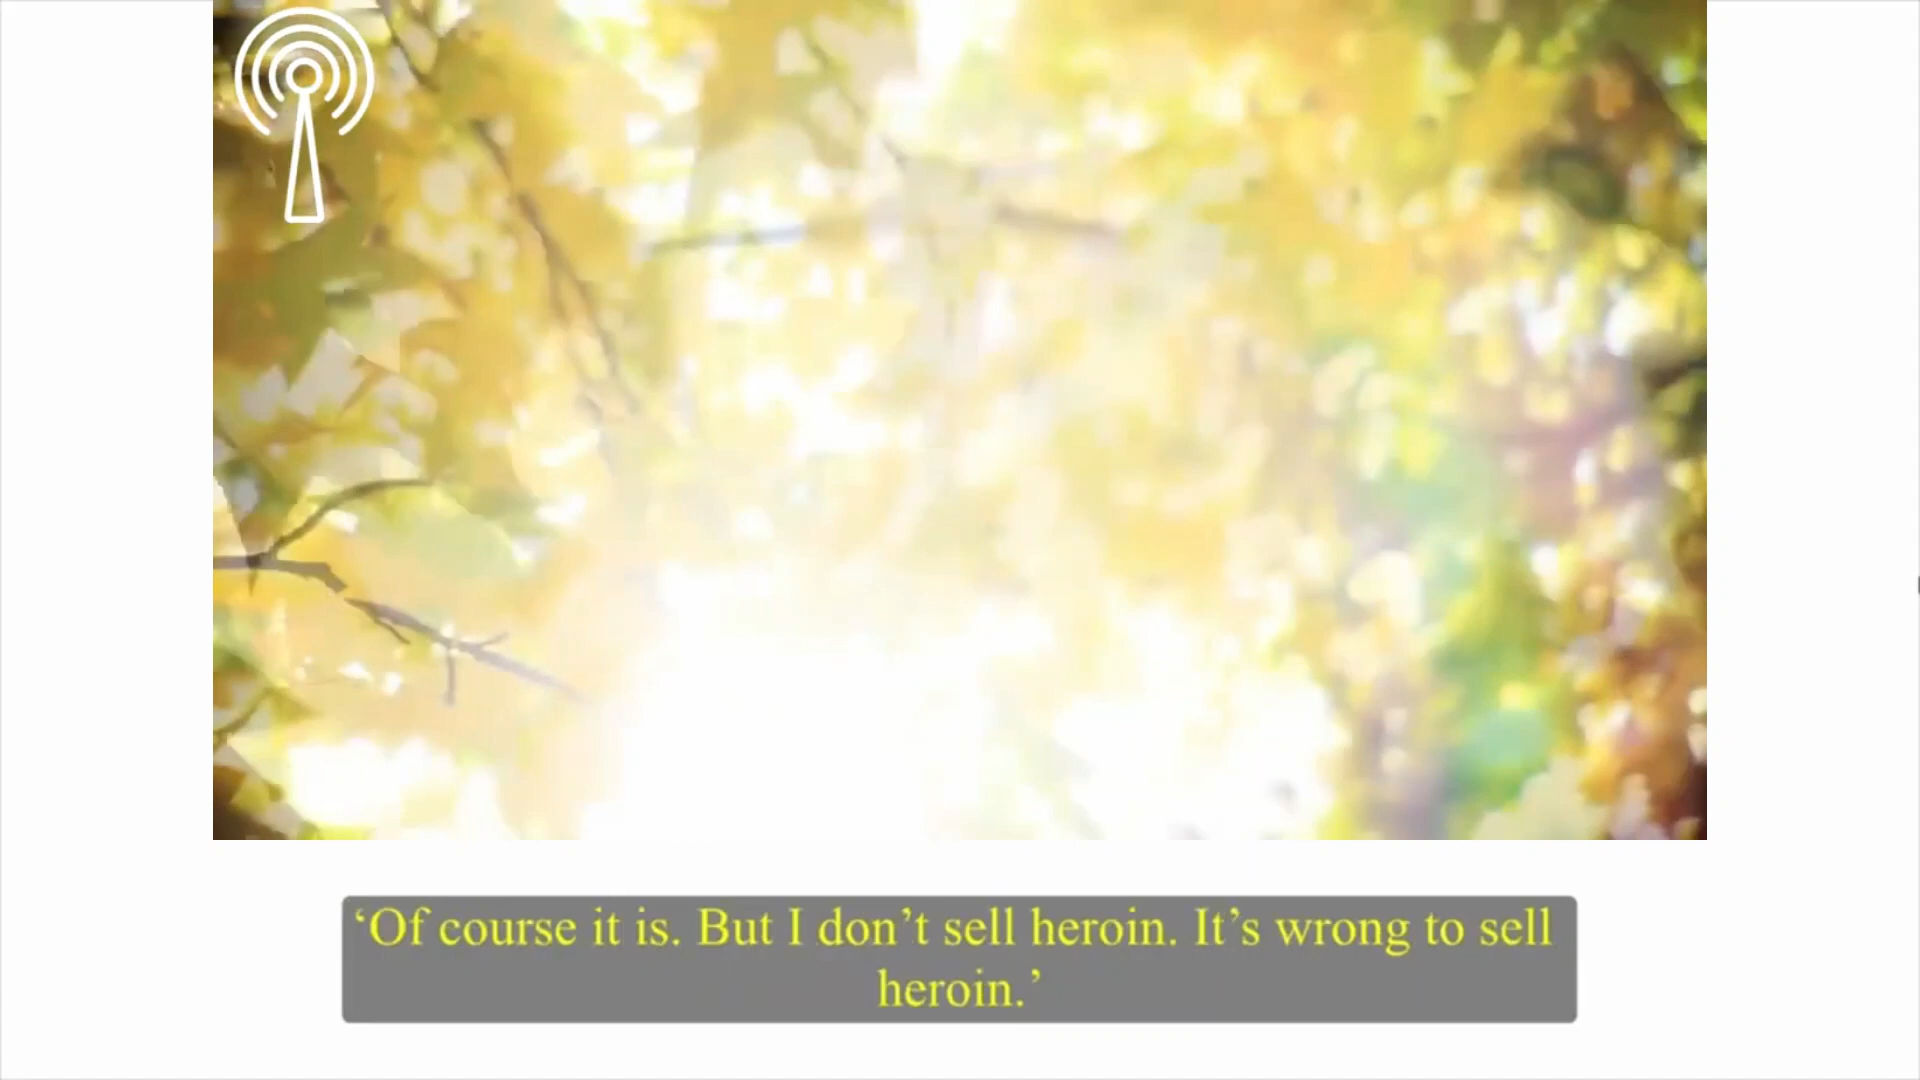 ‘Of course it is. But I don’t sell heroin. It’s wrong to sell
heroin.’